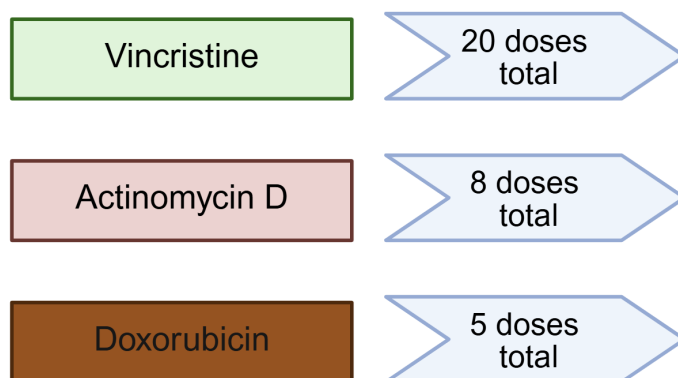 Vincristine
20 doses
total
Actinomycin D
8 doses
total
Doxorubicin
5 doses
total